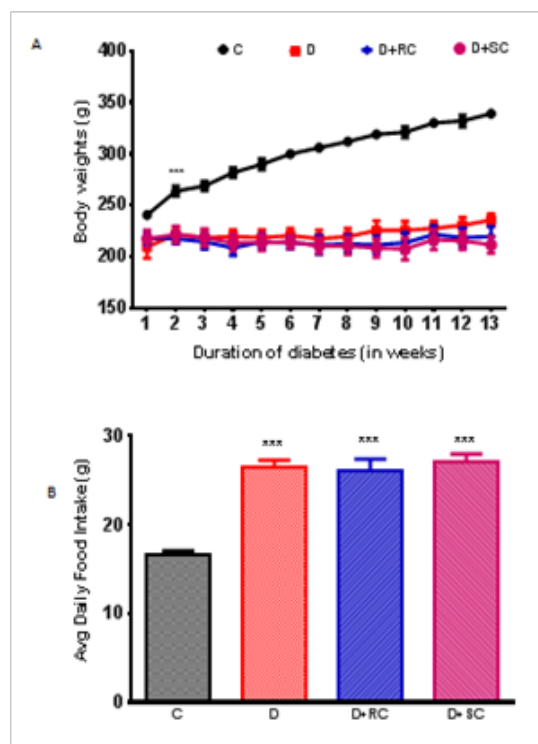 A
400
C D D+RC D+SC
Body weights (g)
350
300
***
250
200
150
1 2 3 4 5 6 7 8 9 10 11 12 13
Duration of diabetes (in weeks)
B
Avg Daily Food Intake(g)
30
*** *** ***
20
10
0
C D D+RC D+SC